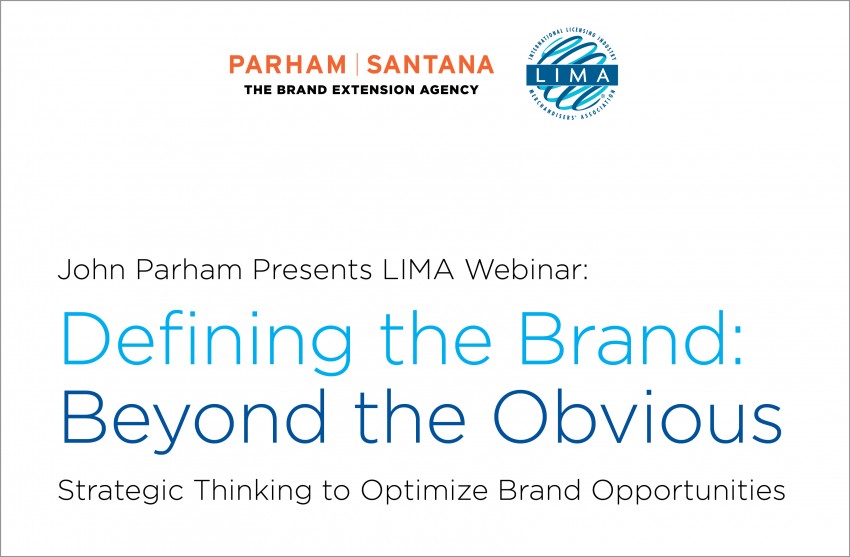 PARHAM | SANTANA
THE BRAND EXTENSION AGENCY
INTERNATIONAL LICENSING INDUSTRY
LIMA
MERCHANDISERS' ASSOCIATION
®
John Parham Presents LIMA Webinar:
Defining the Brand:
Beyond the Obvious
Strategic Thinking to Optimize Brand Opportunities